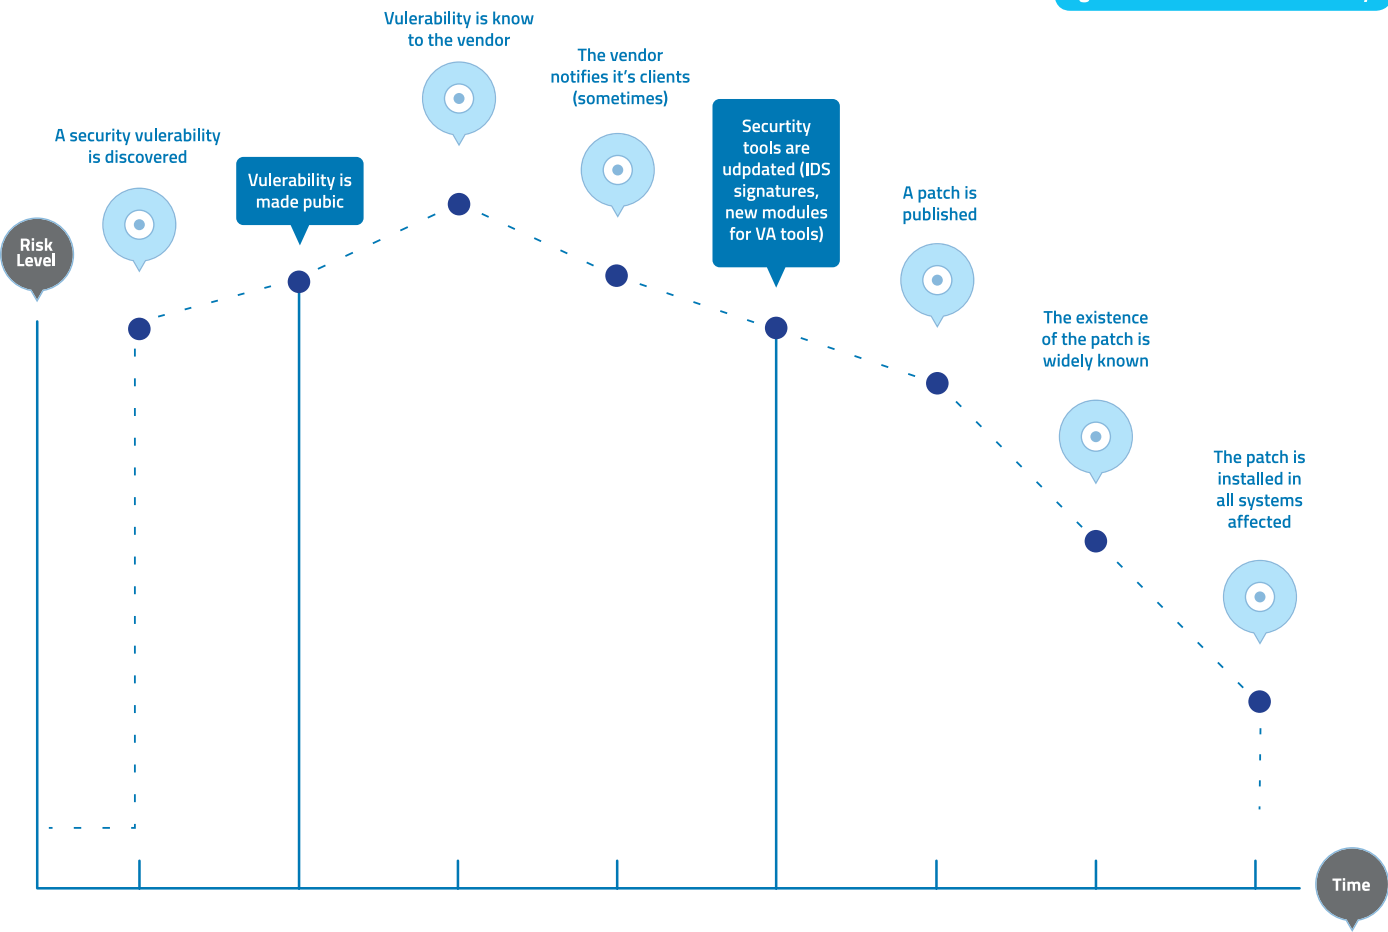 Vulerability is know
to the vendor
The vendor
notifies it's clients
(sometimes)
A security vulerability
is discovered
Vulerability is
made pubic
Securtity
tools are
udpdated (IDS
signatures,
new modules
for VA tools)
A patch is
published
Risk
Level
The existence
of the patch is
widely known
The patch is
installed in
all systems
affected
Time